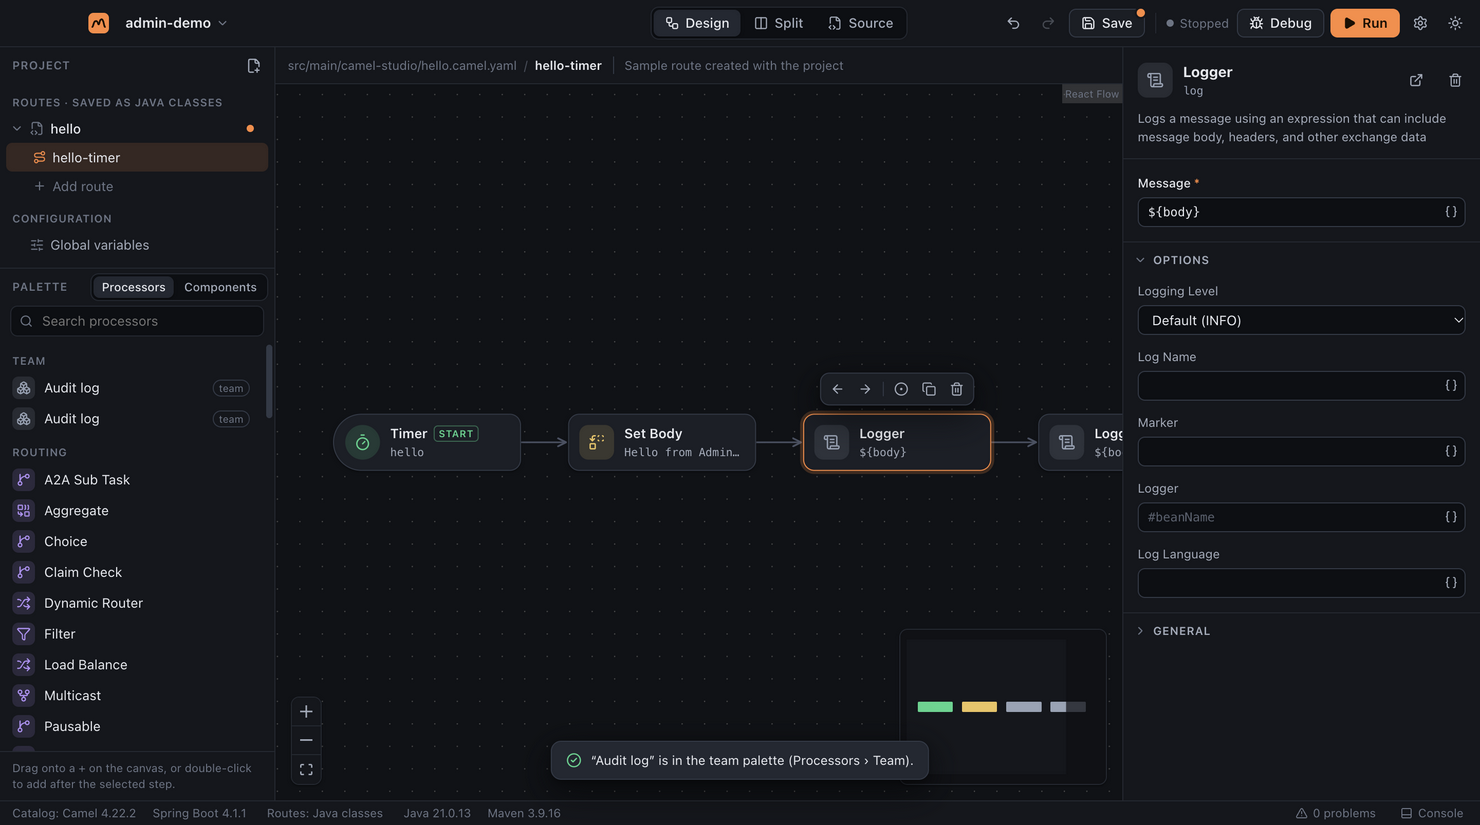 admin-demo
Design
Split
Source
Save
Stopped
Debug
Run
PROJECT
ROUTES · SAVED AS JAVA CLASSES
hello
hello-timer
+ Add route
CONFIGURATION
Global variables
PALETTE
Processors
Components
Search processors
TEAM
Audit log
team
Audit log
team
ROUTING
A2A Sub Task
Aggregate
Choice
Claim Check
Dynamic Router
Filter
Load Balance
Multicast
Pausable
Drag onto a + on the canvas, or double-click
to add after the selected step.
src/main/camel-studio/hello.camel.yaml / hello-timer
Sample route created with the project
React Flow
Timer START
hello
Set Body
Hello from Admin…
Logger
${body}
Logg
${bo
“Audit log” is in the team palette (Processors › Team).
Logger
log
Logs a message using an expression that can include
message body, headers, and other exchange data
Message *
${body}
{}
OPTIONS
Logging Level
Default (INFO)
Log Name
{}
Marker
{}
Logger
#beanName
{}
Log Language
{}
GENERAL
Catalog: Camel 4.22.2
Spring Boot 4.1.1
Routes: Java classes
Java 21.0.13
Maven 3.9.16
0 problems
Console